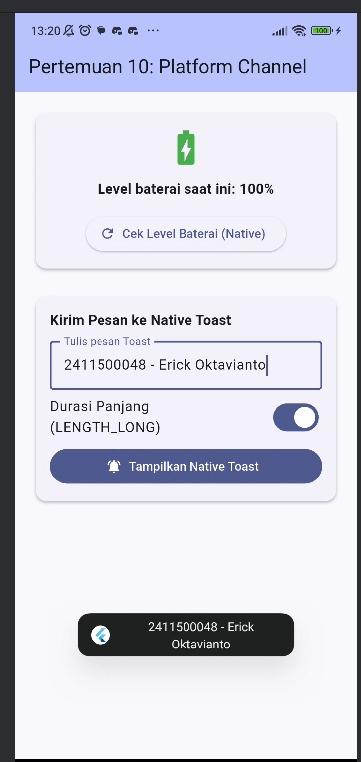 13:20 ...
100
Pertemuan 10: Platform Channel
Level baterai saat ini: 100%
Cek Level Baterai (Native)
Kirim Pesan ke Native Toast
Tulis pesan Toast
2411500048 - Erick Oktavianto
Durasi Panjang
(LENGTH_LONG)
Tampilkan Native Toast
2411500048 - Erick
Oktavianto